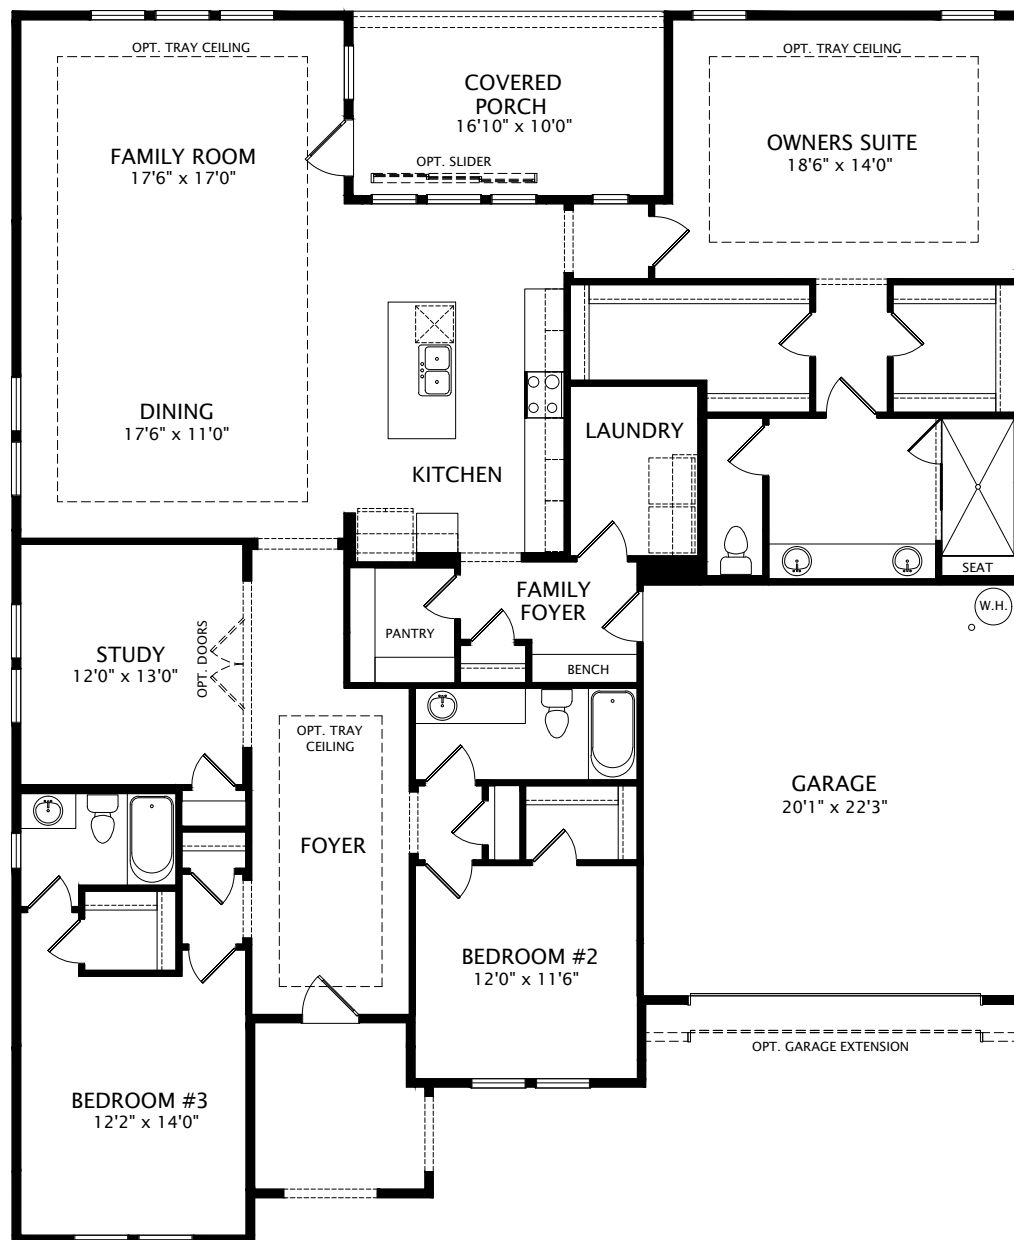 OPT. TRAY CEILING
OPT. TRAY CEILING
COVERED
PORCH
16'10" x 10'0"
OPT. SLIDER
FAMILY ROOM
17'6" x 17'0"
OWNERS SUITE
18'6" x 14'0"
DINING
17'6" x 11'0"
KITCHEN
LAUNDRY
SEAT
FAMILY
FOYER
W.H.
PANTRY
BENCH
STUDY
12'0" x 13'0"
OPT. DOORS
OPT. TRAY
CEILING
FOYER
GARAGE
20'1" x 22'3"
BEDROOM #2
12'0" x 11'6"
OPT. GARAGE EXTENSION
BEDROOM #3
12'2" x 14'0"